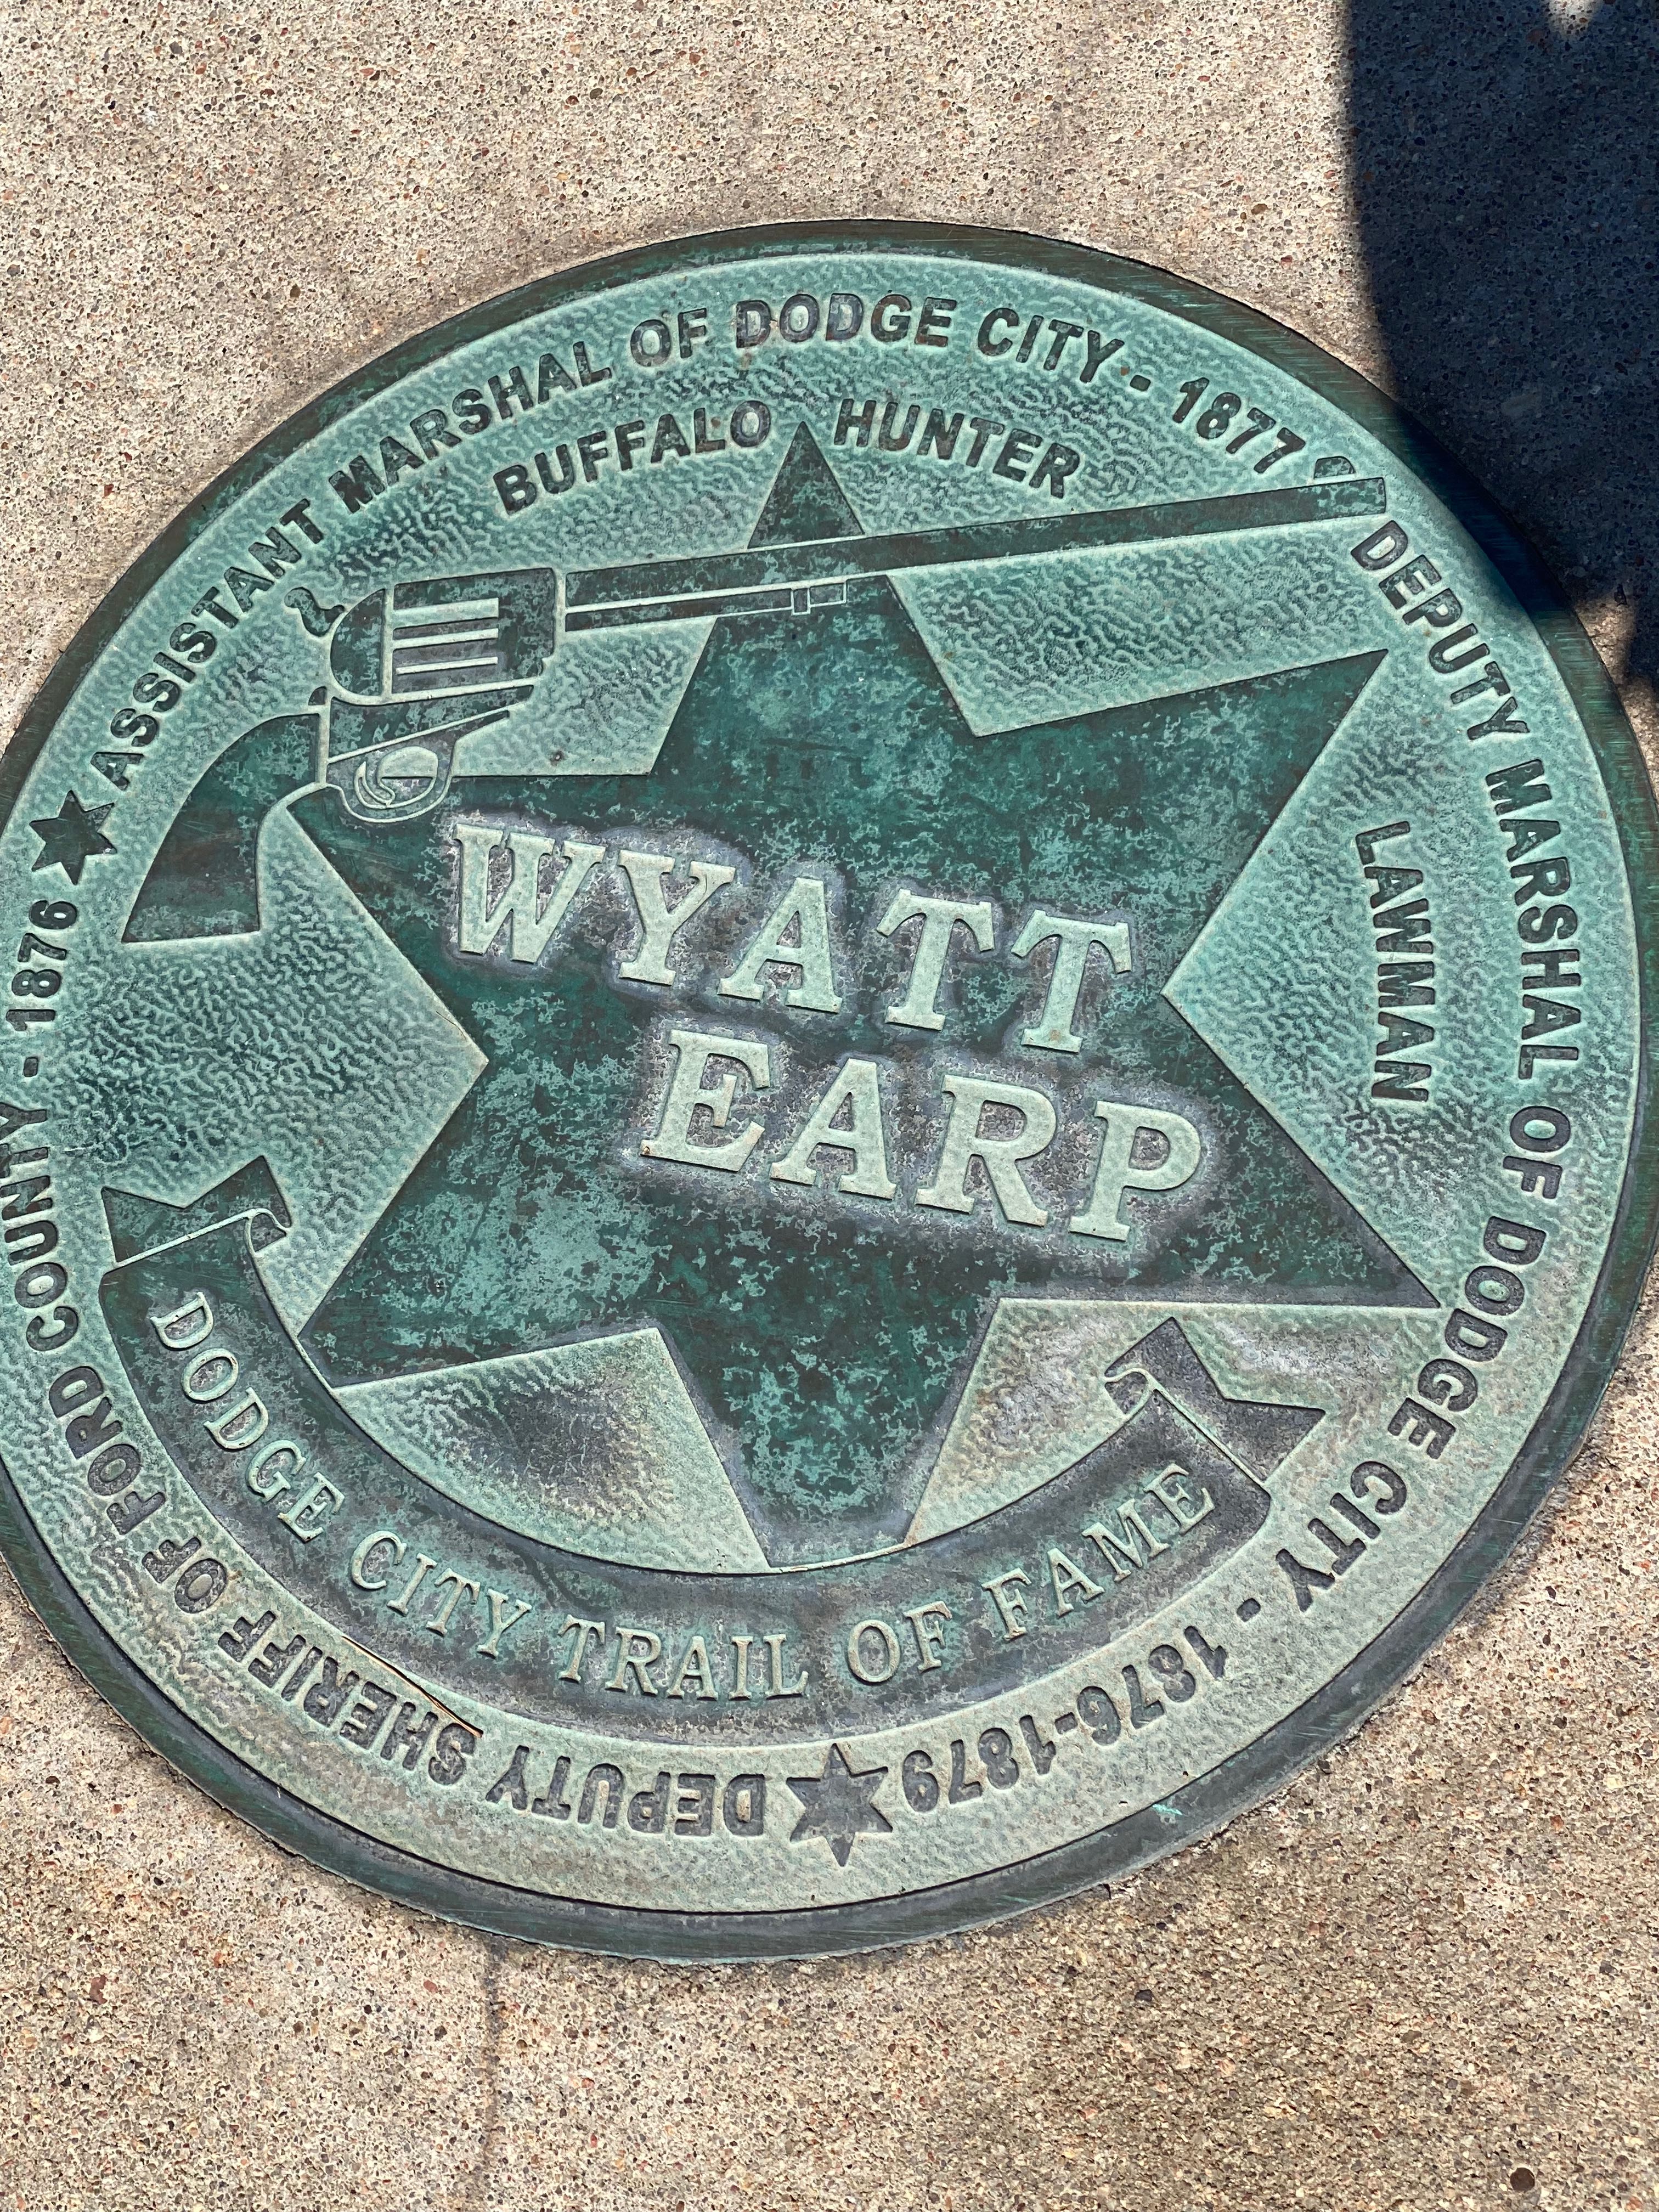 ASSISTANT MARSHAL OF DODGE CITY - 1877
BUFFALO HUNTER
DEPUTY MARSHAL OF DODGE CITY - 1876-1879
LAWMAN
WYATT
EARP
DODGE CITY TRAIL OF FAME
DEPUTY SHERIFF OF FORD COUNTY - 1876